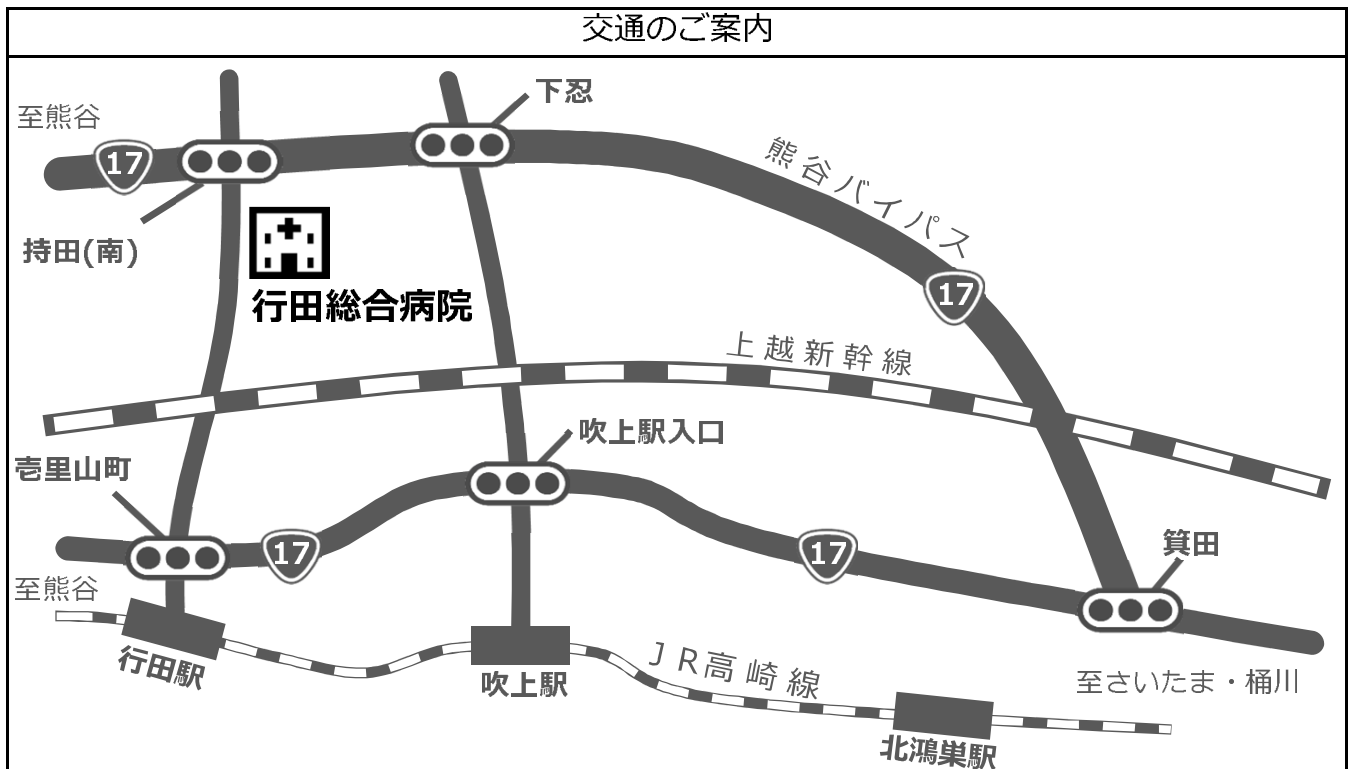 交通のご案内
下忍
至熊谷
17
熊谷バイパス
持田(南)
行田総合病院
17
上越新幹線
吹上駅入口
壱里山町
17
17
箕田
至熊谷
行田駅
吹上駅
JR高崎線
至さいたま・桶川
北鴻巣駅